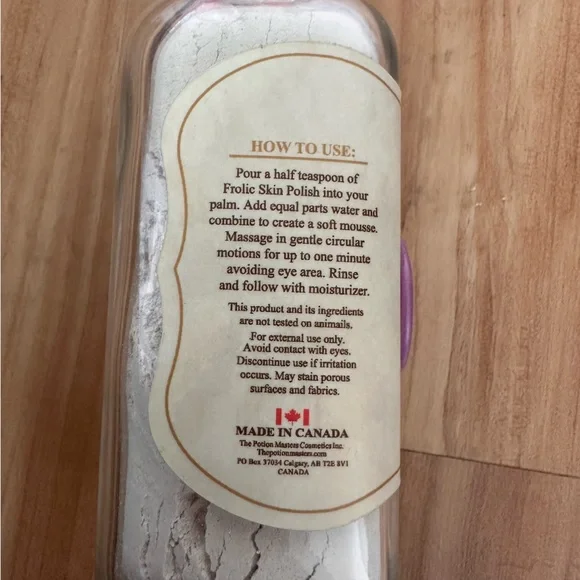 HOW TO USE:
Pour a half teaspoon of
Frolic Skin Polish into your
palm. Add equal parts water and
combine to create a soft mousse.
Massage in gentle circular
motions for up to one minute
avoiding eye area. Rinse
and follow with moisturizer.
This product and its ingredients
are not tested on animails.
For external use only.
Avoid contact with eyes.
Discontinue use if irritation
occurs. May stain porous
surfaces and fabrics.
MADE IN CANADA
The Potion Masters Cosmetics Inc.
Thepotionmasters.com
PO Box 37034 Calgary, AB T2E 8V1
CANADA